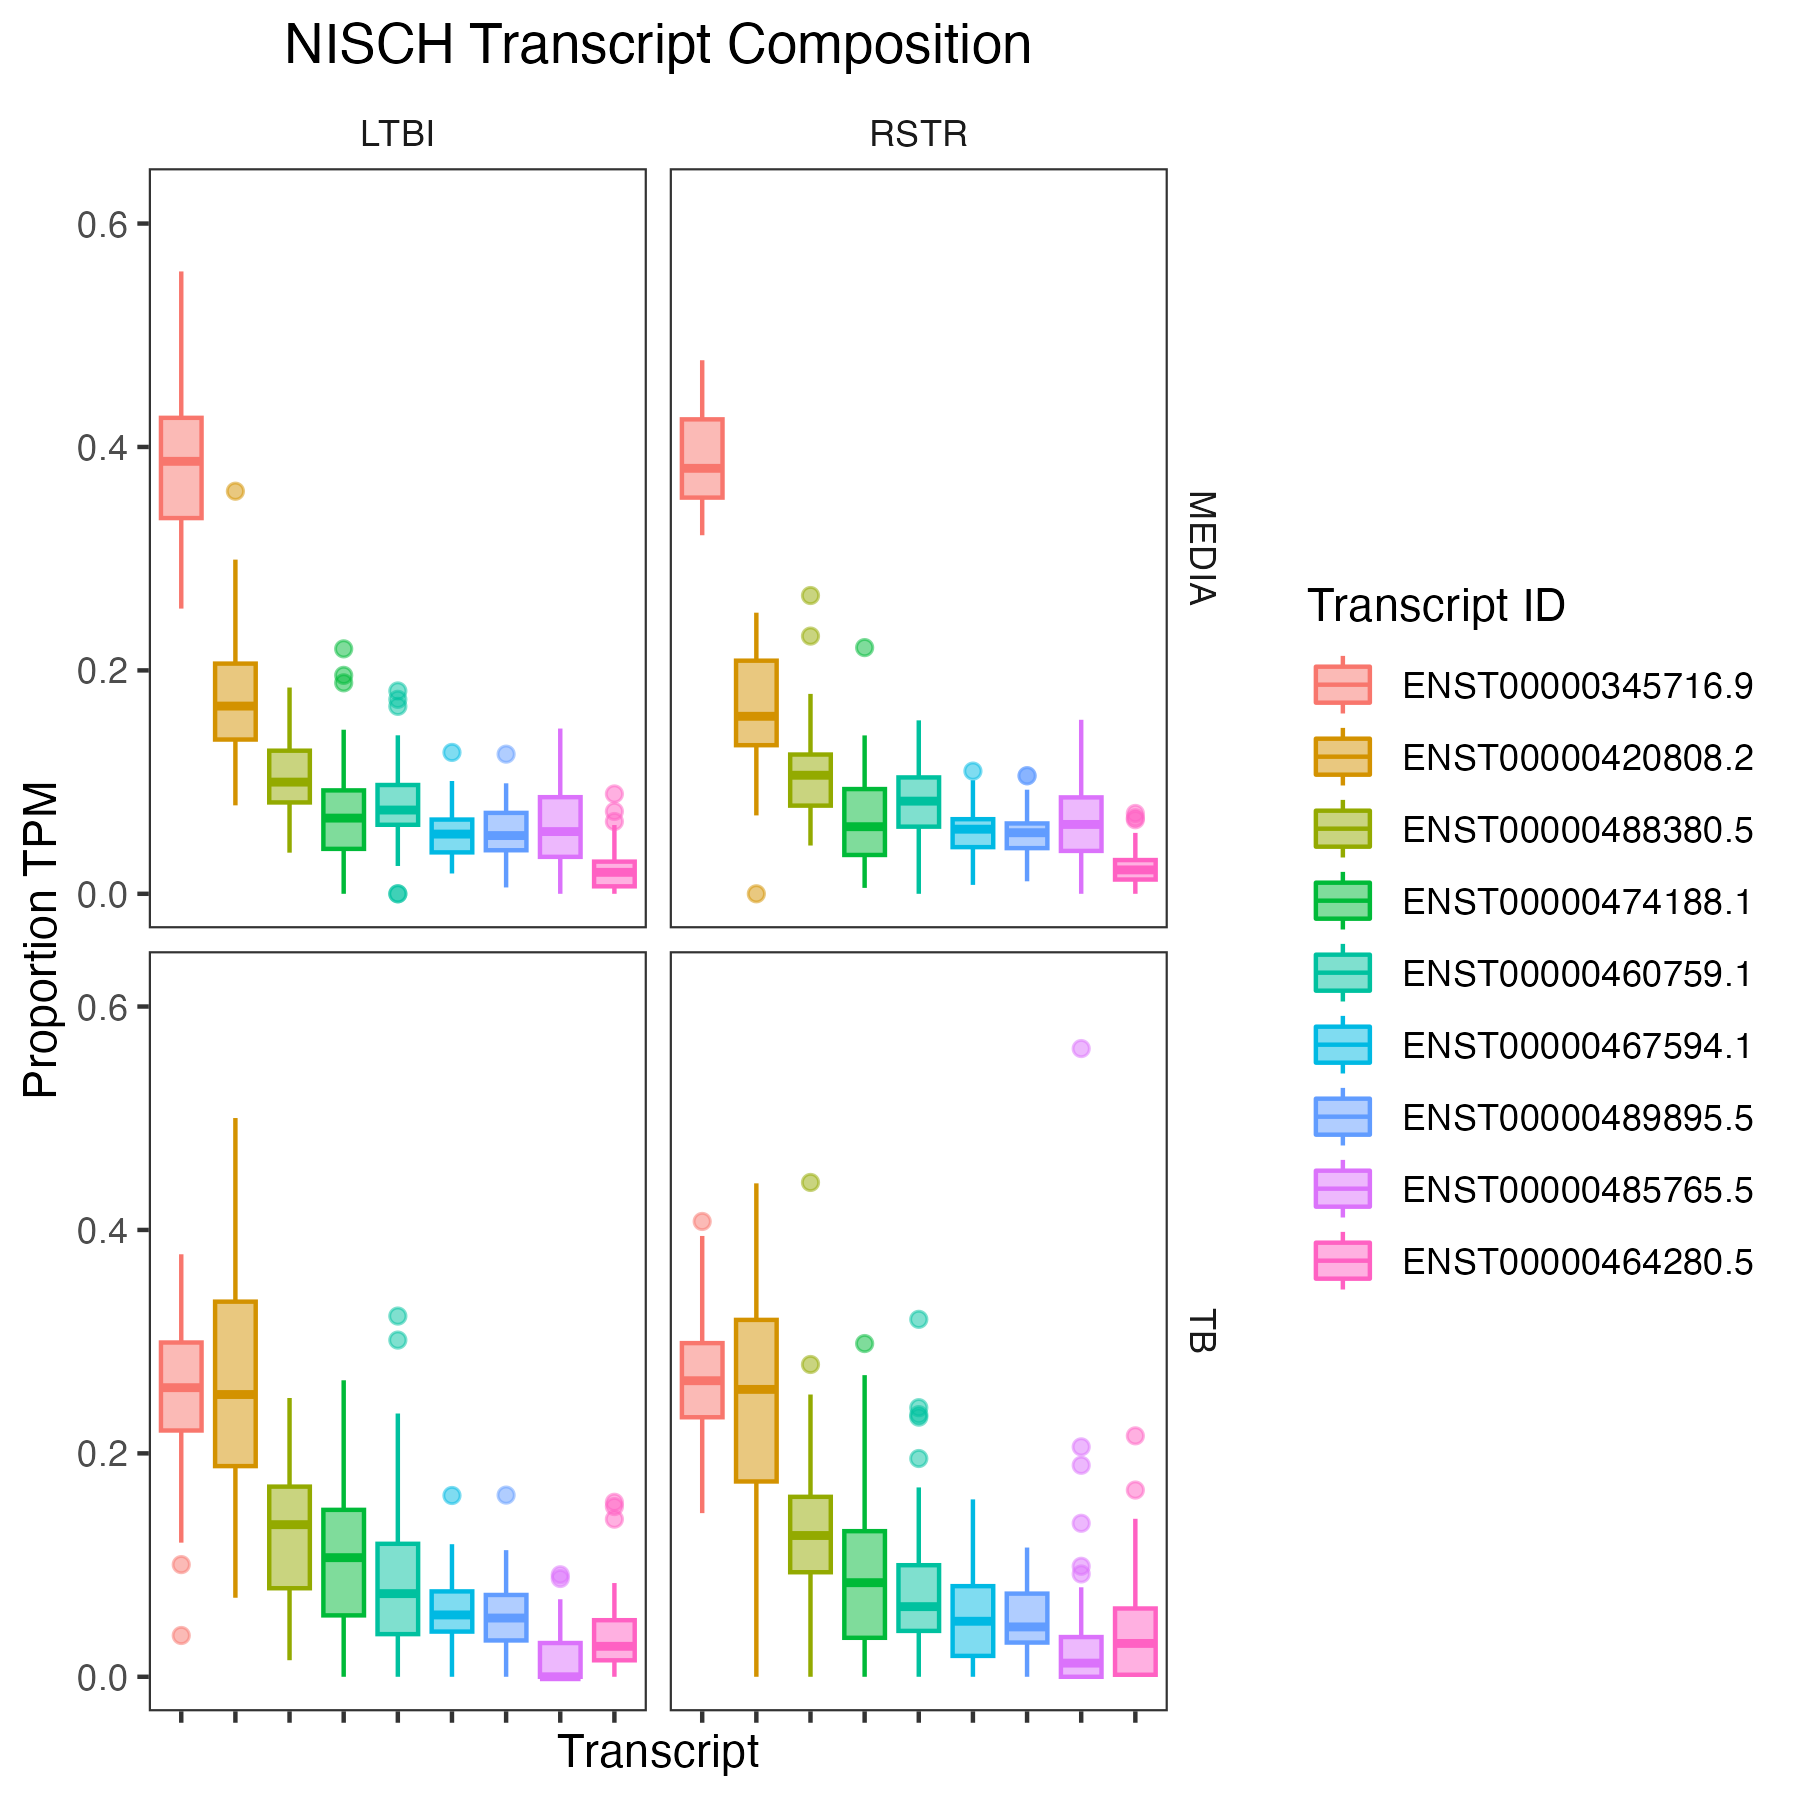 NISCH Transcript Composition
LTBI
RSTR
0.6
0.4
0.2
0.0
MEDIA
0.6
0.4
0.2
0.0
TB
Proportion TPM
Transcript
Transcript ID
ENST00000345716.9
ENST00000420808.2
ENST00000488380.5
ENST00000474188.1
ENST00000460759.1
ENST00000467594.1
ENST00000489895.5
ENST00000485765.5
ENST00000464280.5